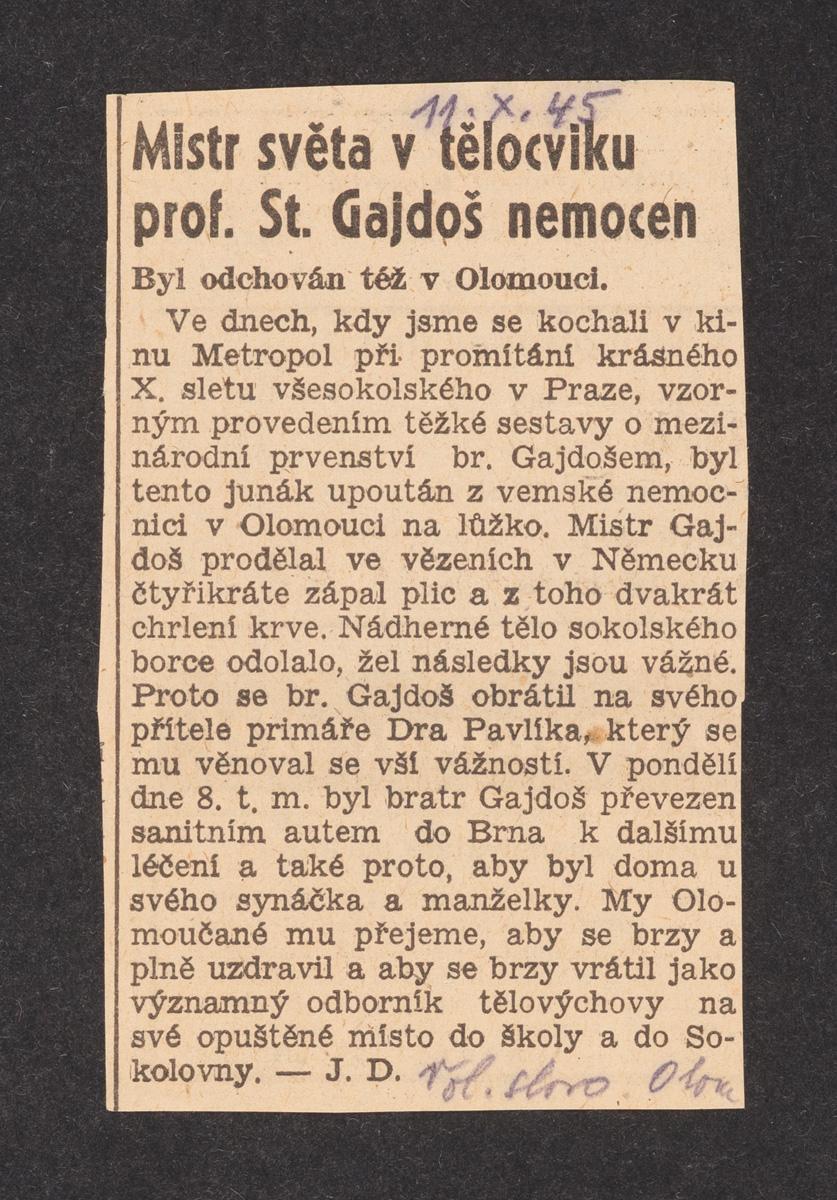 11. X. 45
Mistr světa v tělocviku
prof. St. Gajdoš nemocen
Byl odchován též v Olomouci.
Ve dnech, kdy jsme se kochali v ki-
nu Metropol při promítání krásného
X. sletu všesokolského v Praze, vzor-
ným provedením těžké sestavy o mezi-
národní prvenství br. Gajdošem, byl
tento junák upoután z vemské nemoc-
nici v Olomouci na lůžko. Mistr Gaj-
doš prodělal ve vězeních v Německu
čtyřikráte zápal plic a z toho dvakrát
chrlení krve. Nádherné tělo sokolského
borce odolalo, žel následky jsou vážné.
Proto se br. Gajdoš obrátil na svého
přítele primáře Dra Pavlíka, který se
mu věnoval se vší vážností. V pondělí
dne 8. t. m. byl bratr Gajdoš převezen
sanitním autem do Brna k dalšímu
léčení a také proto, aby byl doma u
svého synáčka a manželky. My Olo-
moučané mu přejeme, aby se brzy a
plně uzdravil a aby se brzy vrátil jako
významný odborník tělovýchovy na
své opuštěné místo do školy a do So-
kolovny. — J. D.
slovo Olom